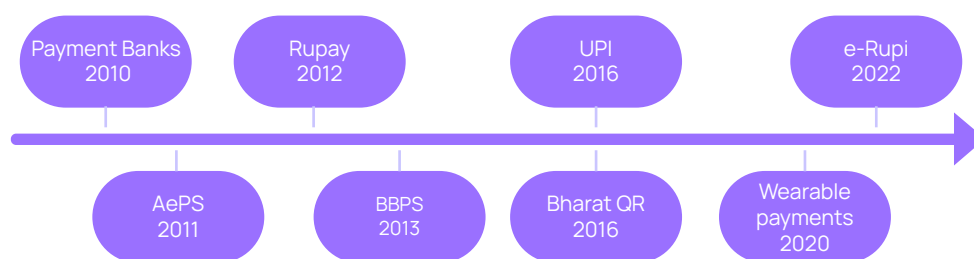 Payment Banks
2010
Rupay
2012
UPI
2016
e-Rupi
2022
AePS
2011
BBPS
2013
Bharat QR
2016
Wearable
payments
2020